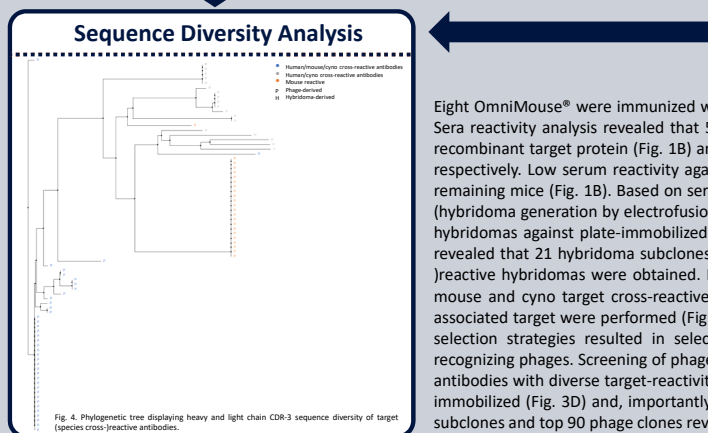 Sequence Diversity Analysis
Human/mouse/cyno cross-reactive antibodies
Human/cyno cross-reactive antibodies
Mouse reactive
P Phage-derived
H Hybridoma-derived
Fig. 4. Phylogenetic tree displaying heavy and light chain CDR-3 sequence diversity of target
(species cross-)reactive antibodies.
Eight OmniMouse® were immunized w
Sera reactivity analysis revealed that 5
recombinant target protein (Fig. 1B) an
respectively. Low serum reactivity agai
remaining mice (Fig. 1B). Based on ser
(hybridoma generation by electrofusio
hybridomas against plate-immobilized
revealed that 21 hybridoma subclones
)reactive hybridomas were obtained.
mouse and cyno target cross-reactive
associated target were performed (Fig.
selection strategies resulted in selec
recognizing phages. Screening of phage
antibodies with diverse target-reactivit
immobilized (Fig. 3D) and, importantly
subclones and top 90 phage clones rev